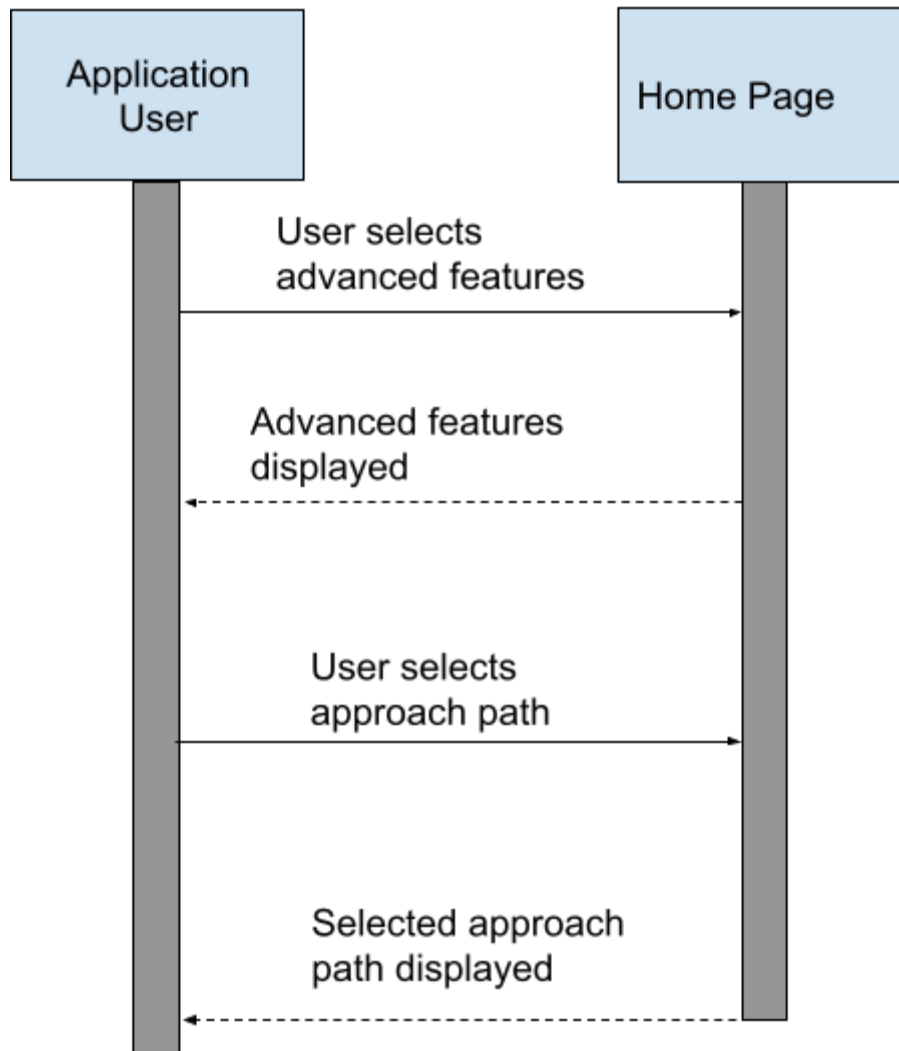 Application
User
Home Page
User selects
advanced features
Advanced features
displayed
User selects
approach path
Selected approach
path displayed